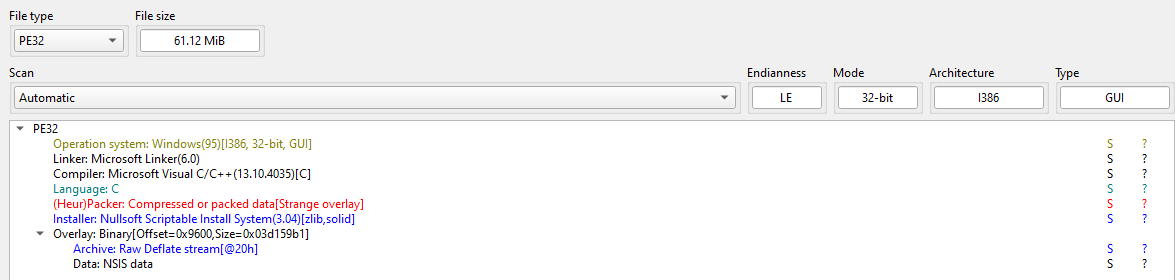 File type File size
PE32 61.12 MiB
Scan Endianness Mode Architecture Type
Automatic LE 32-bit I386 GUI
PE32
Operation system: Windows(95)[I386, 32-bit, GUI] S ?
Linker: Microsoft Linker(6.0) S ?
Compiler: Microsoft Visual C/C++(13.10.4035)[C] S ?
Language: C S ?
(Heur)Packer: Compressed or packed data[Strange overlay] S ?
Installer: Nullsoft Scriptable Install System(3.04)[zlib,solid] S ?
Overlay: Binary[Offset=0x9600,Size=0x03d159b1]
Archive: Raw Deflate stream[@20h] S ?
Data: NSIS data S ?